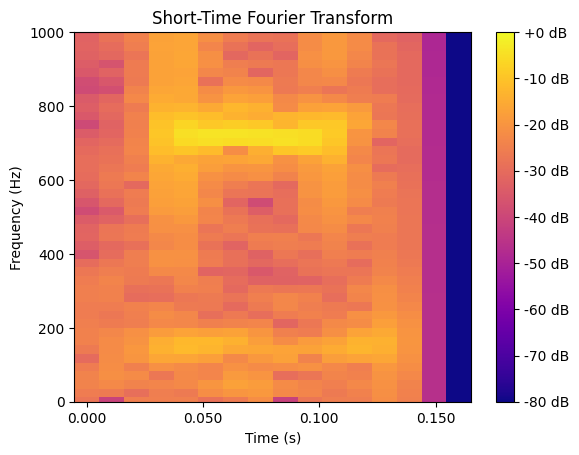 Short-Time Fourier Transform
1000
800
600
400
200
0
Frequency (Hz)
0.000
0.050
0.100
0.150
Time (s)
+0 dB
-10 dB
-20 dB
-30 dB
-40 dB
-50 dB
-60 dB
-70 dB
-80 dB